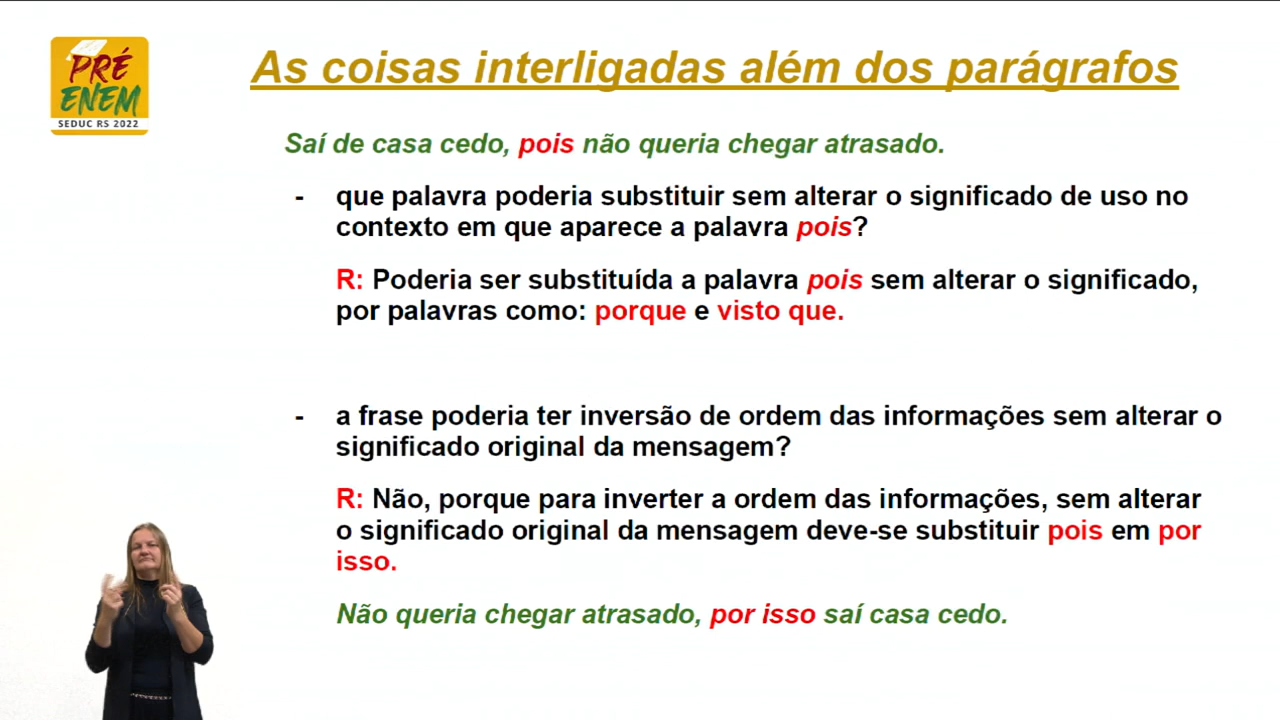 PRÉ
ENEM
SEDUC RS 2022
As coisas interligadas além dos parágrafos
Saí de casa cedo, pois não queria chegar atrasado.
- que palavra poderia substituir sem alterar o significado de uso no
contexto em que aparece a palavra pois?
R: Poderia ser substituída a palavra pois sem alterar o significado,
por palavras como: porque e visto que.
- a frase poderia ter inversão de ordem das informações sem alterar o
significado original da mensagem?
R: Não, porque para inverter a ordem das informações, sem alterar
o significado original da mensagem deve-se substituir pois em por
isso.
Não queria chegar atrasado, por isso saí casa cedo.